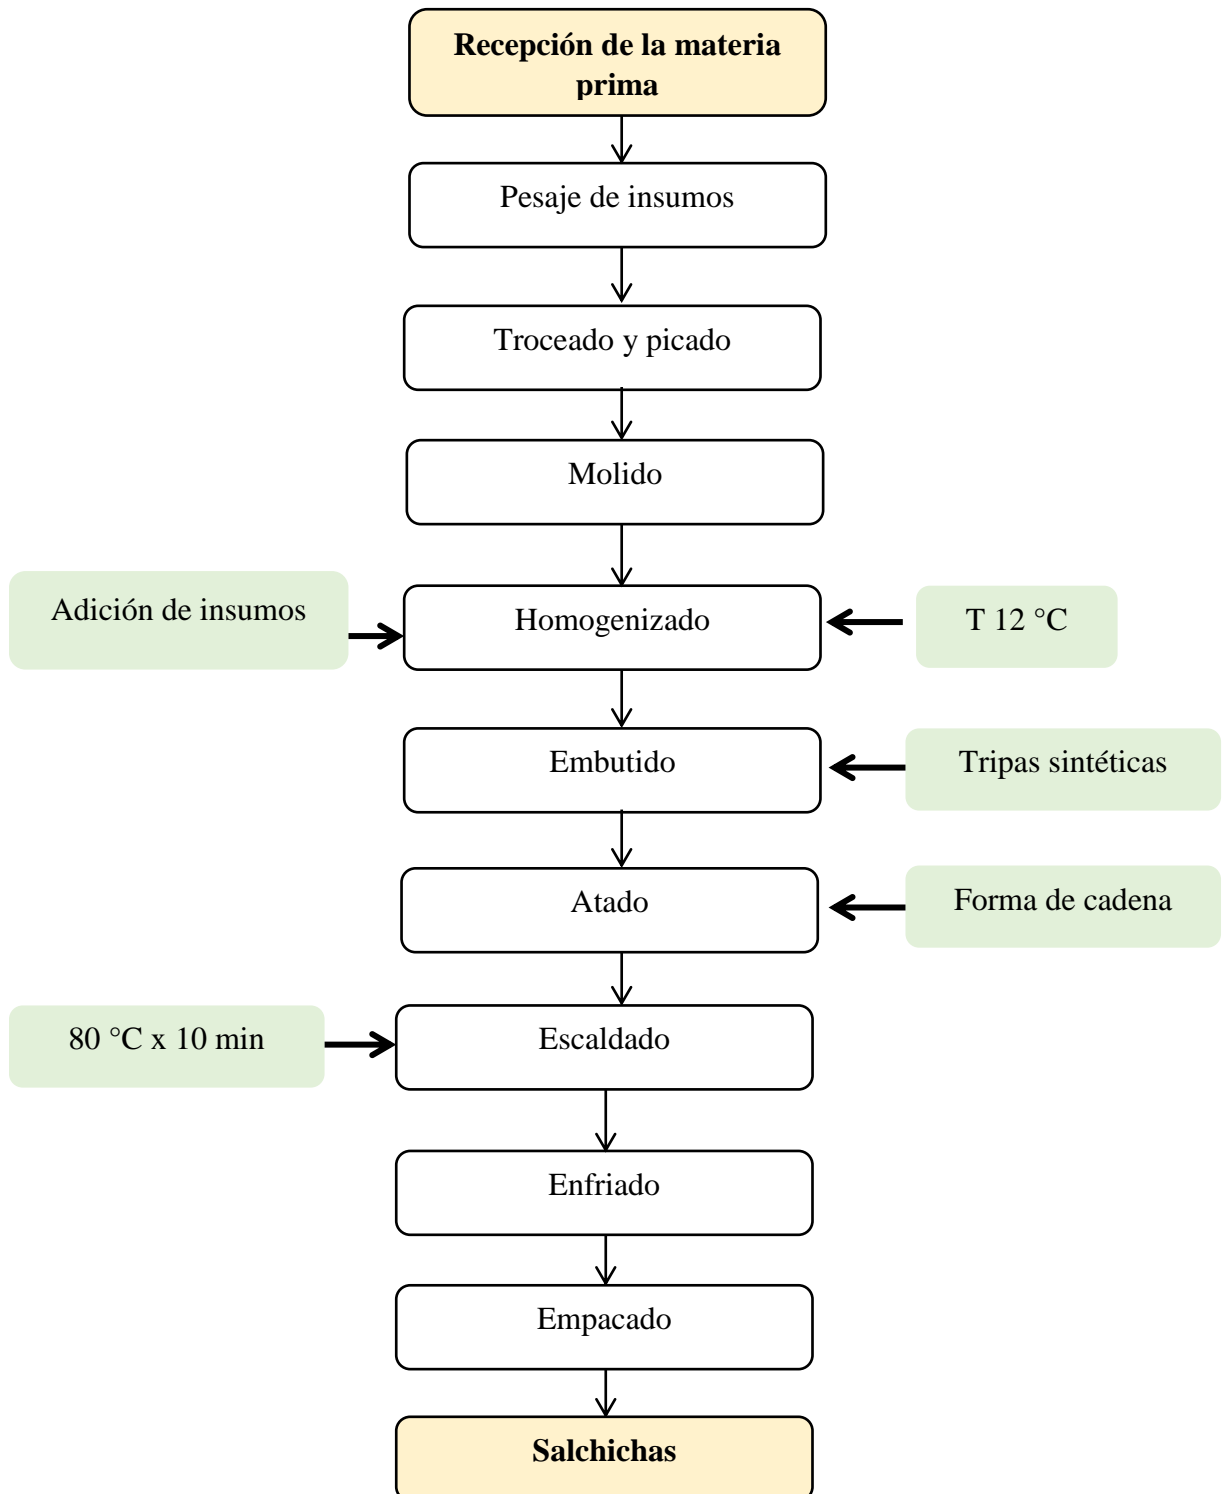 Recepción de la materia
prima
Pesaje de insumos
Troceado y picado
Molido
Adición de insumos
Homogenizado
T 12 °C
Embutido
Tripas sintéticas
Atado
Forma de cadena
80 °C x 10 min
Escaldado
Enfriado
Empacado
Salchichas